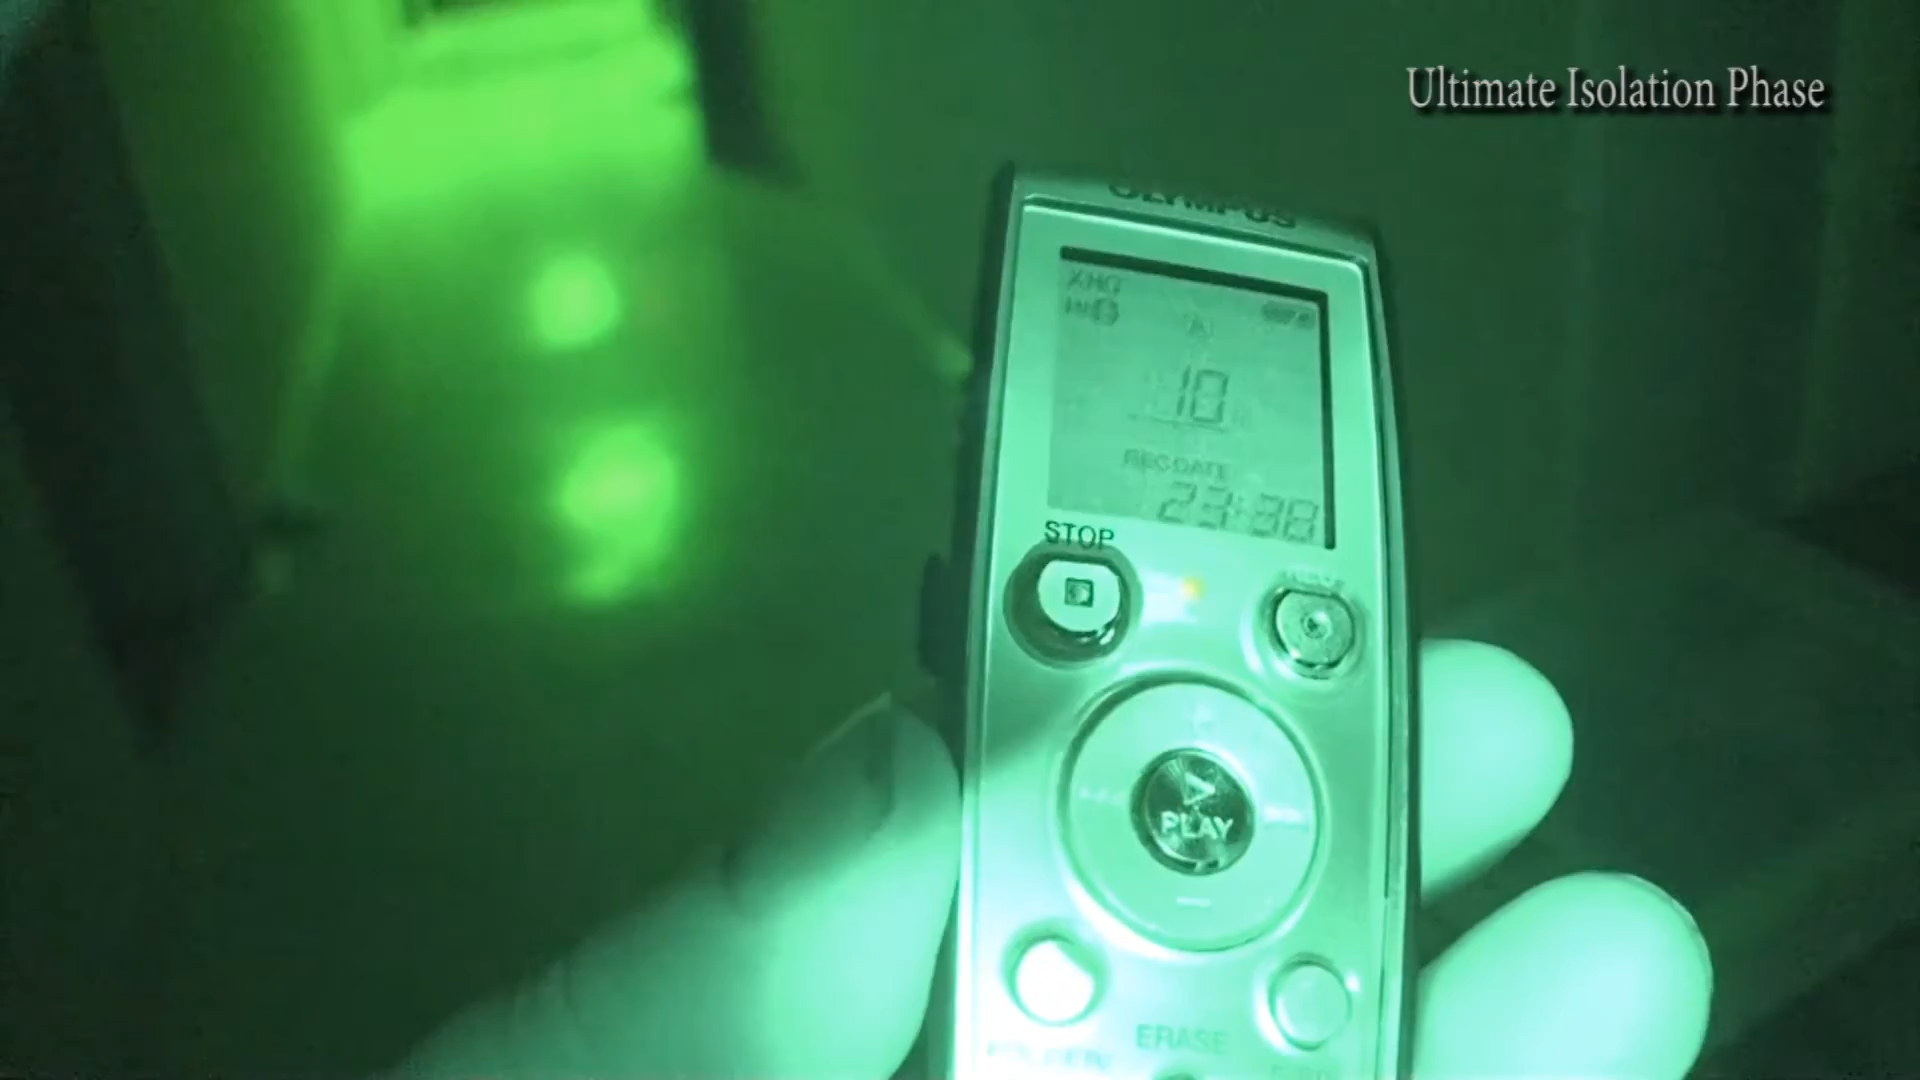 Ultimate Isolation Phase
OLYMPUS
XHQ
10
REC DATE
23:38
STOP
PLAY
ERASE